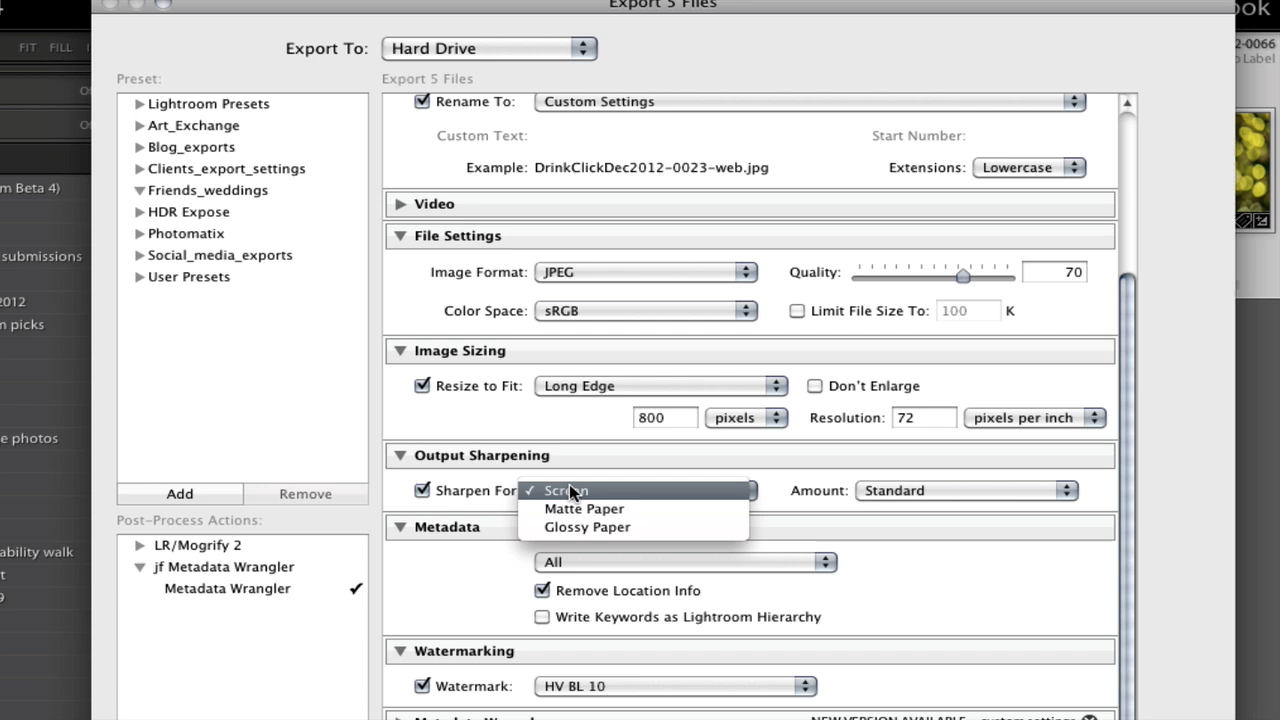 Export 5 Files
ook
FIT FILL
Export To: Hard Drive
2-0066
Label
Preset:
Export 5 Files
Lightroom Presets
Art_Exchange
Blog_exports
Clients_export_settings
Friends_weddings
HDR Expose
Photomatix
Social_media_exports
User Presets
Add Remove
Post-Process Actions:
LR/Mogrify 2
jf Metadata Wrangler
Metadata Wrangler
Rename To: Custom Settings
Custom Text: Start Number:
Example: DrinkClickDec2012-0023-web.jpg Extensions: Lowercase
Video
File Settings
Image Format: JPEG Quality: 70
Color Space: sRGB Limit File Size To: 100 K
Image Sizing
Resize to Fit: Long Edge Don't Enlarge
800 pixels Resolution: 72 pixels per inch
Output Sharpening
Sharpen For Screen Amount: Standard
Matte Paper
Glossy Paper
Metadata
All
Remove Location Info
Write Keywords as Lightroom Hierarchy
Watermarking
Watermark: HV BL 10
m Beta 4)
submissions
2012
m picks
e photos
ability walk
t
9